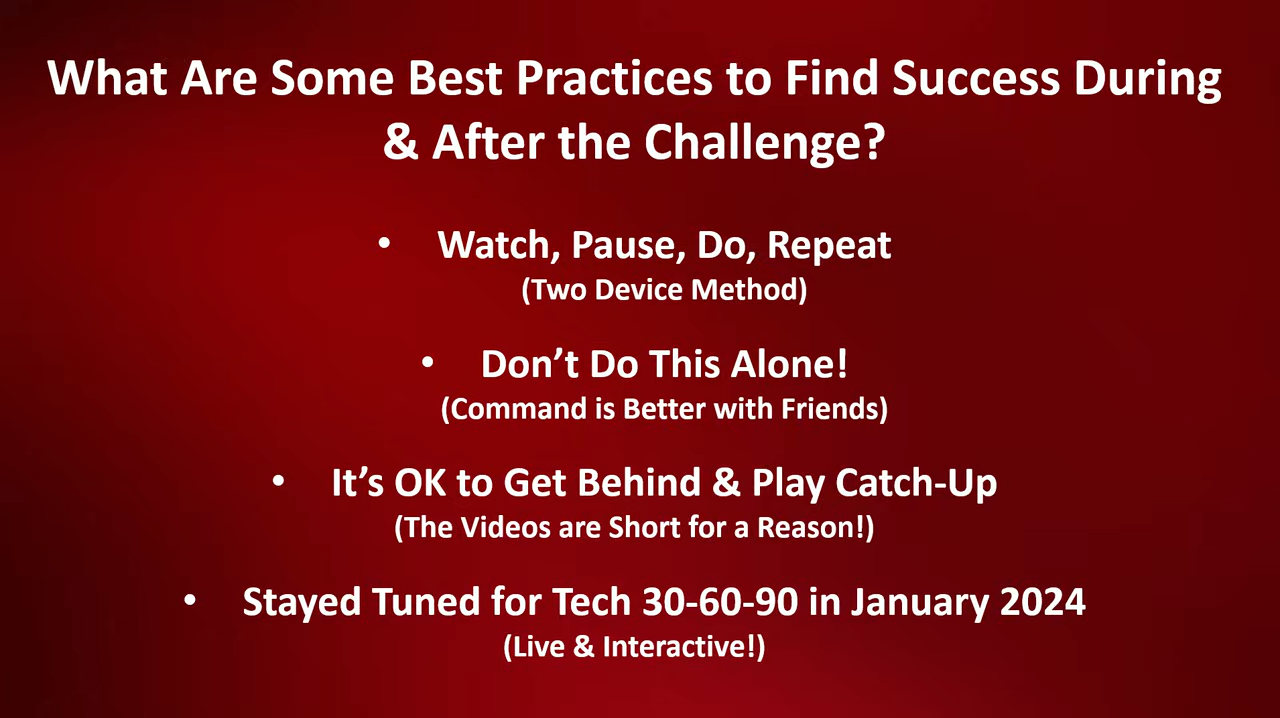 What Are Some Best Practices to Find Success During
& After the Challenge?
• Watch, Pause, Do, Repeat
(Two Device Method)
• Don’t Do This Alone!
(Command is Better with Friends)
• It’s OK to Get Behind & Play Catch-Up
(The Videos are Short for a Reason!)
• Stayed Tuned for Tech 30-60-90 in January 2024
(Live & Interactive!)